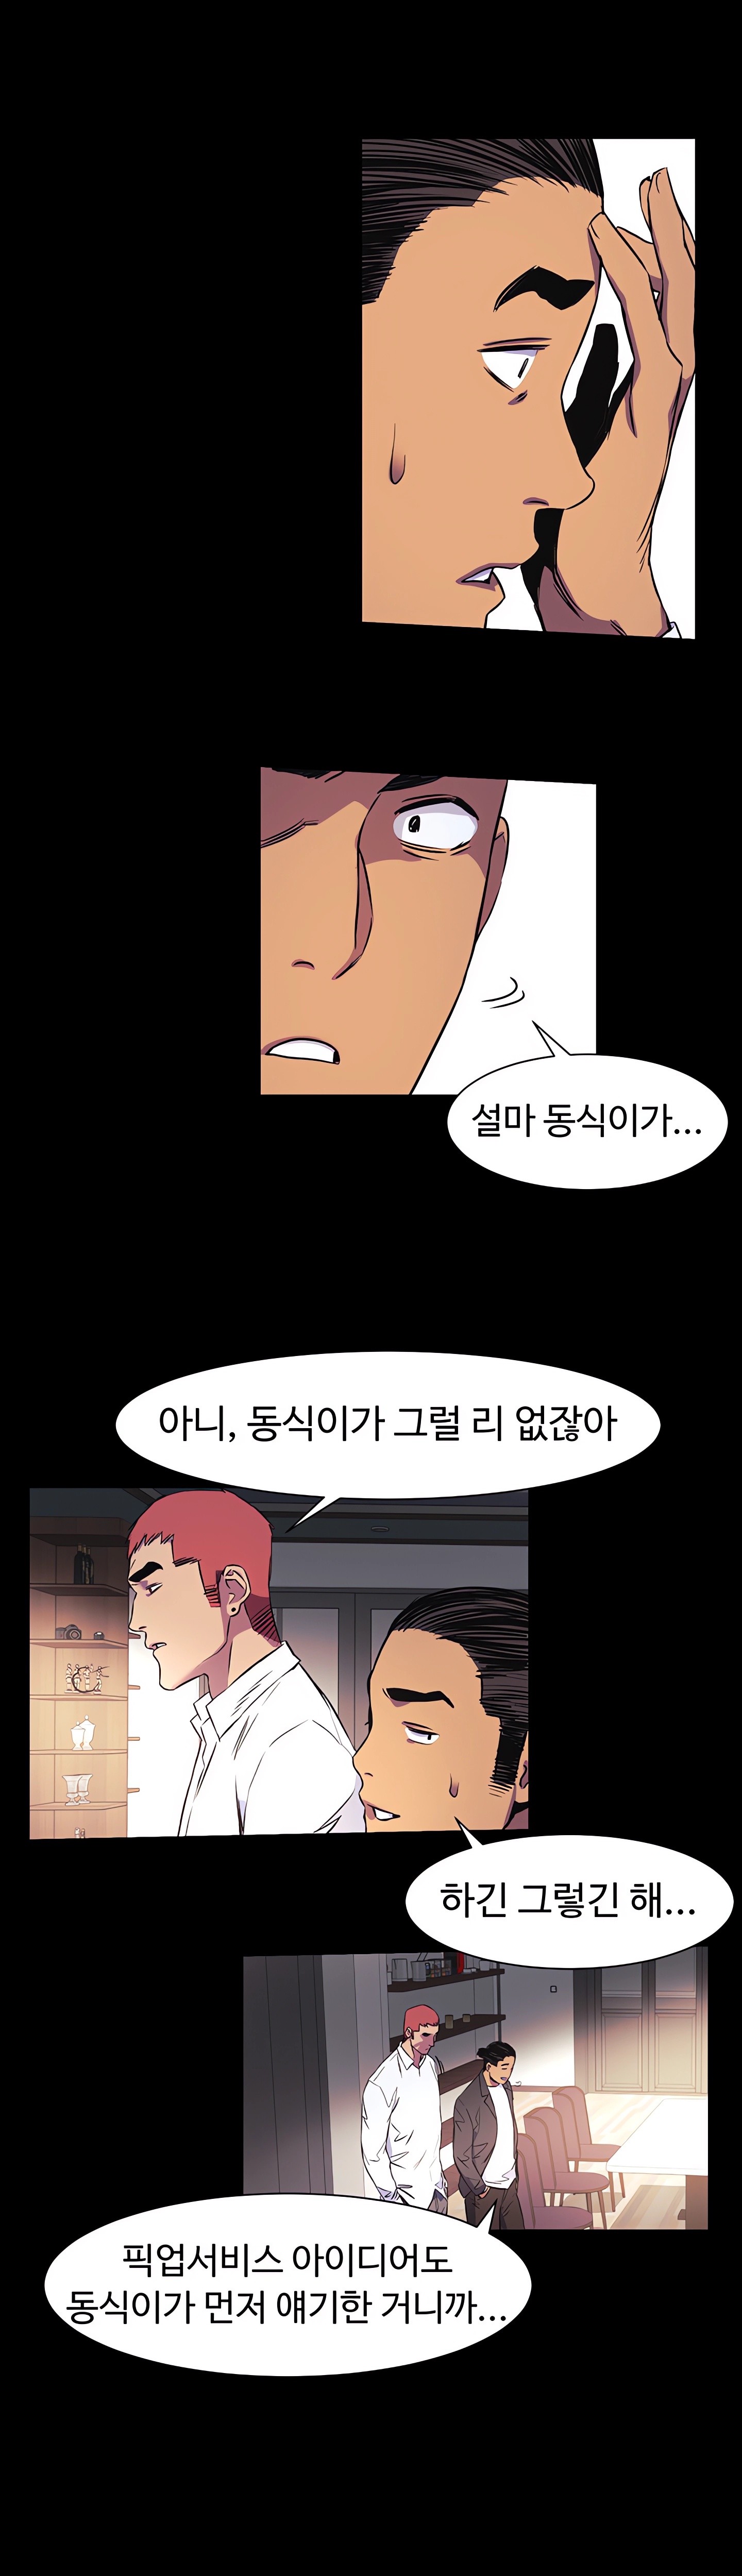 설마 동식이가...
아니, 동식이가 그럴 리 없잖아
하긴 그렇긴 해...
픽업서비스 아이디어도
동식이가 먼저 얘기한 거니까...